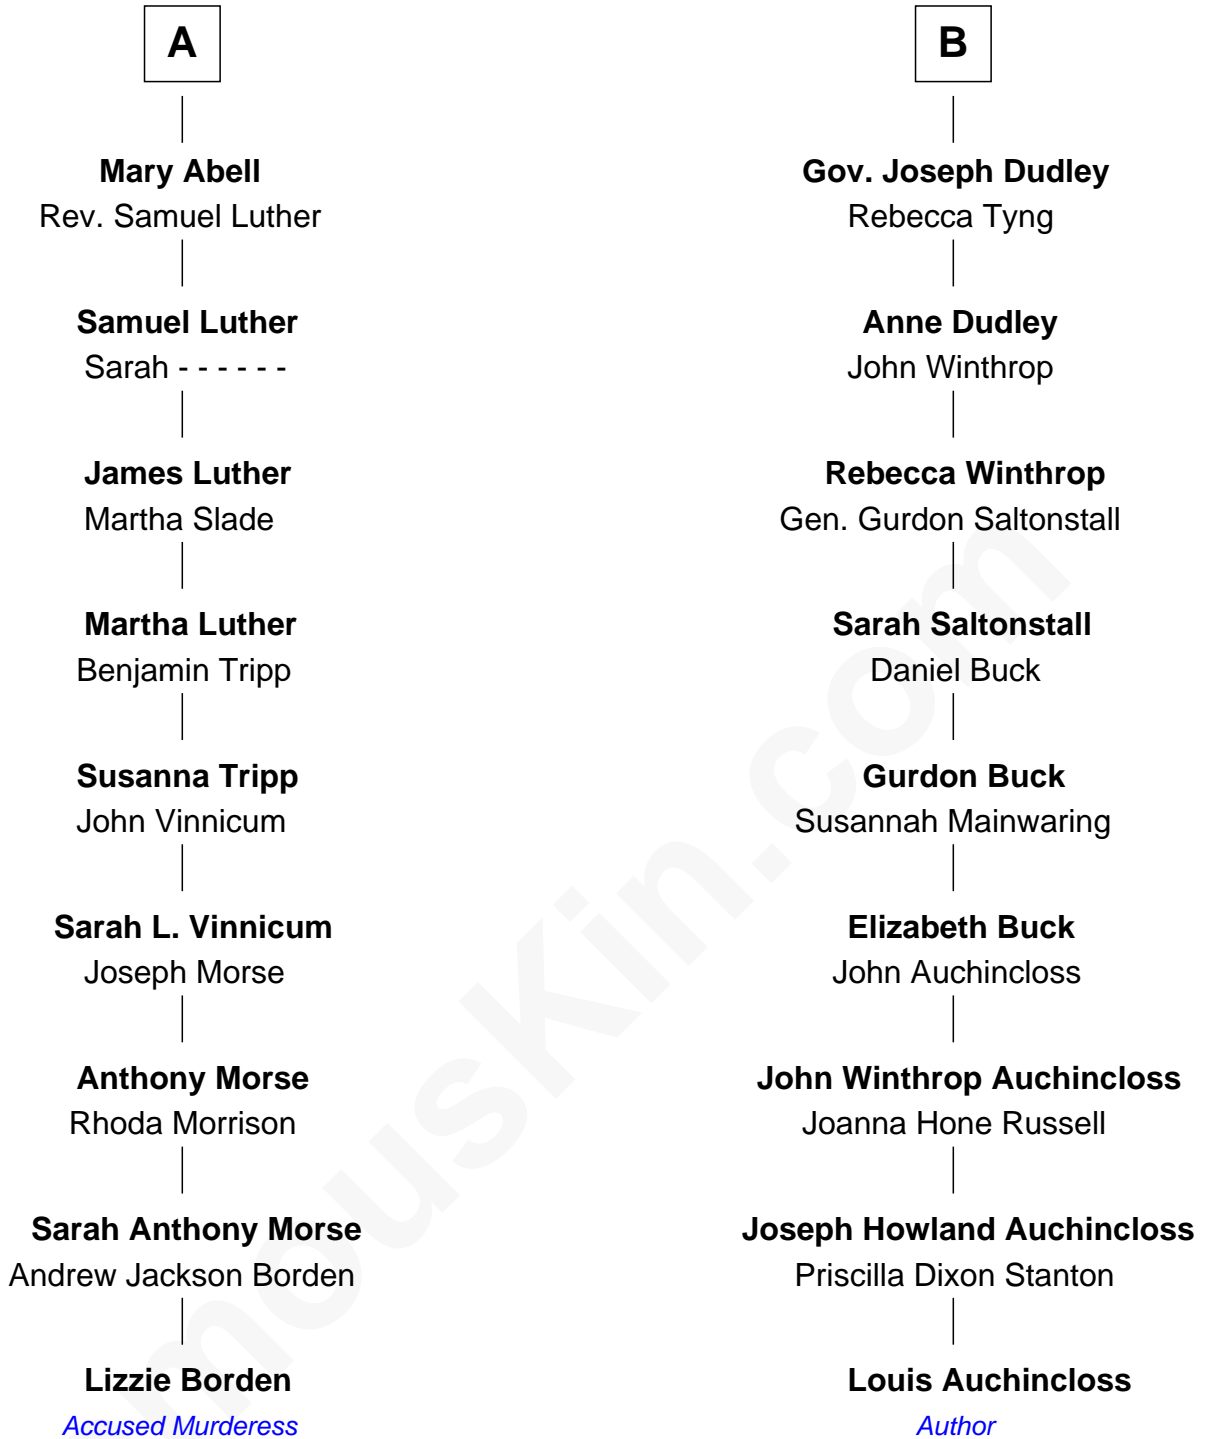 A
Mary Abell
Rev. Samuel Luther
Samuel Luther
Sarah - - - - - -
James Luther
Martha Slade
Martha Luther
Benjamin Tripp
Susanna Tripp
John Vinnicum
Sarah L. Vinnicum
Joseph Morse
Anthony Morse
Rhoda Morrison
Sarah Anthony Morse
Andrew Jackson Borden
Lizzie Borden
Accused Murderess
B
Gov. Joseph Dudley
Rebecca Tyng
Anne Dudley
John Winthrop
Rebecca Winthrop
Gen. Gurdon Saltonstall
Sarah Saltonstall
Daniel Buck
Gurdon Buck
Susannah Mainwaring
Elizabeth Buck
John Auchincloss
John Winthrop Auchincloss
Joanna Hone Russell
Joseph Howland Auchincloss
Priscilla Dixon Stanton
Louis Auchincloss
Author
mousKin.com